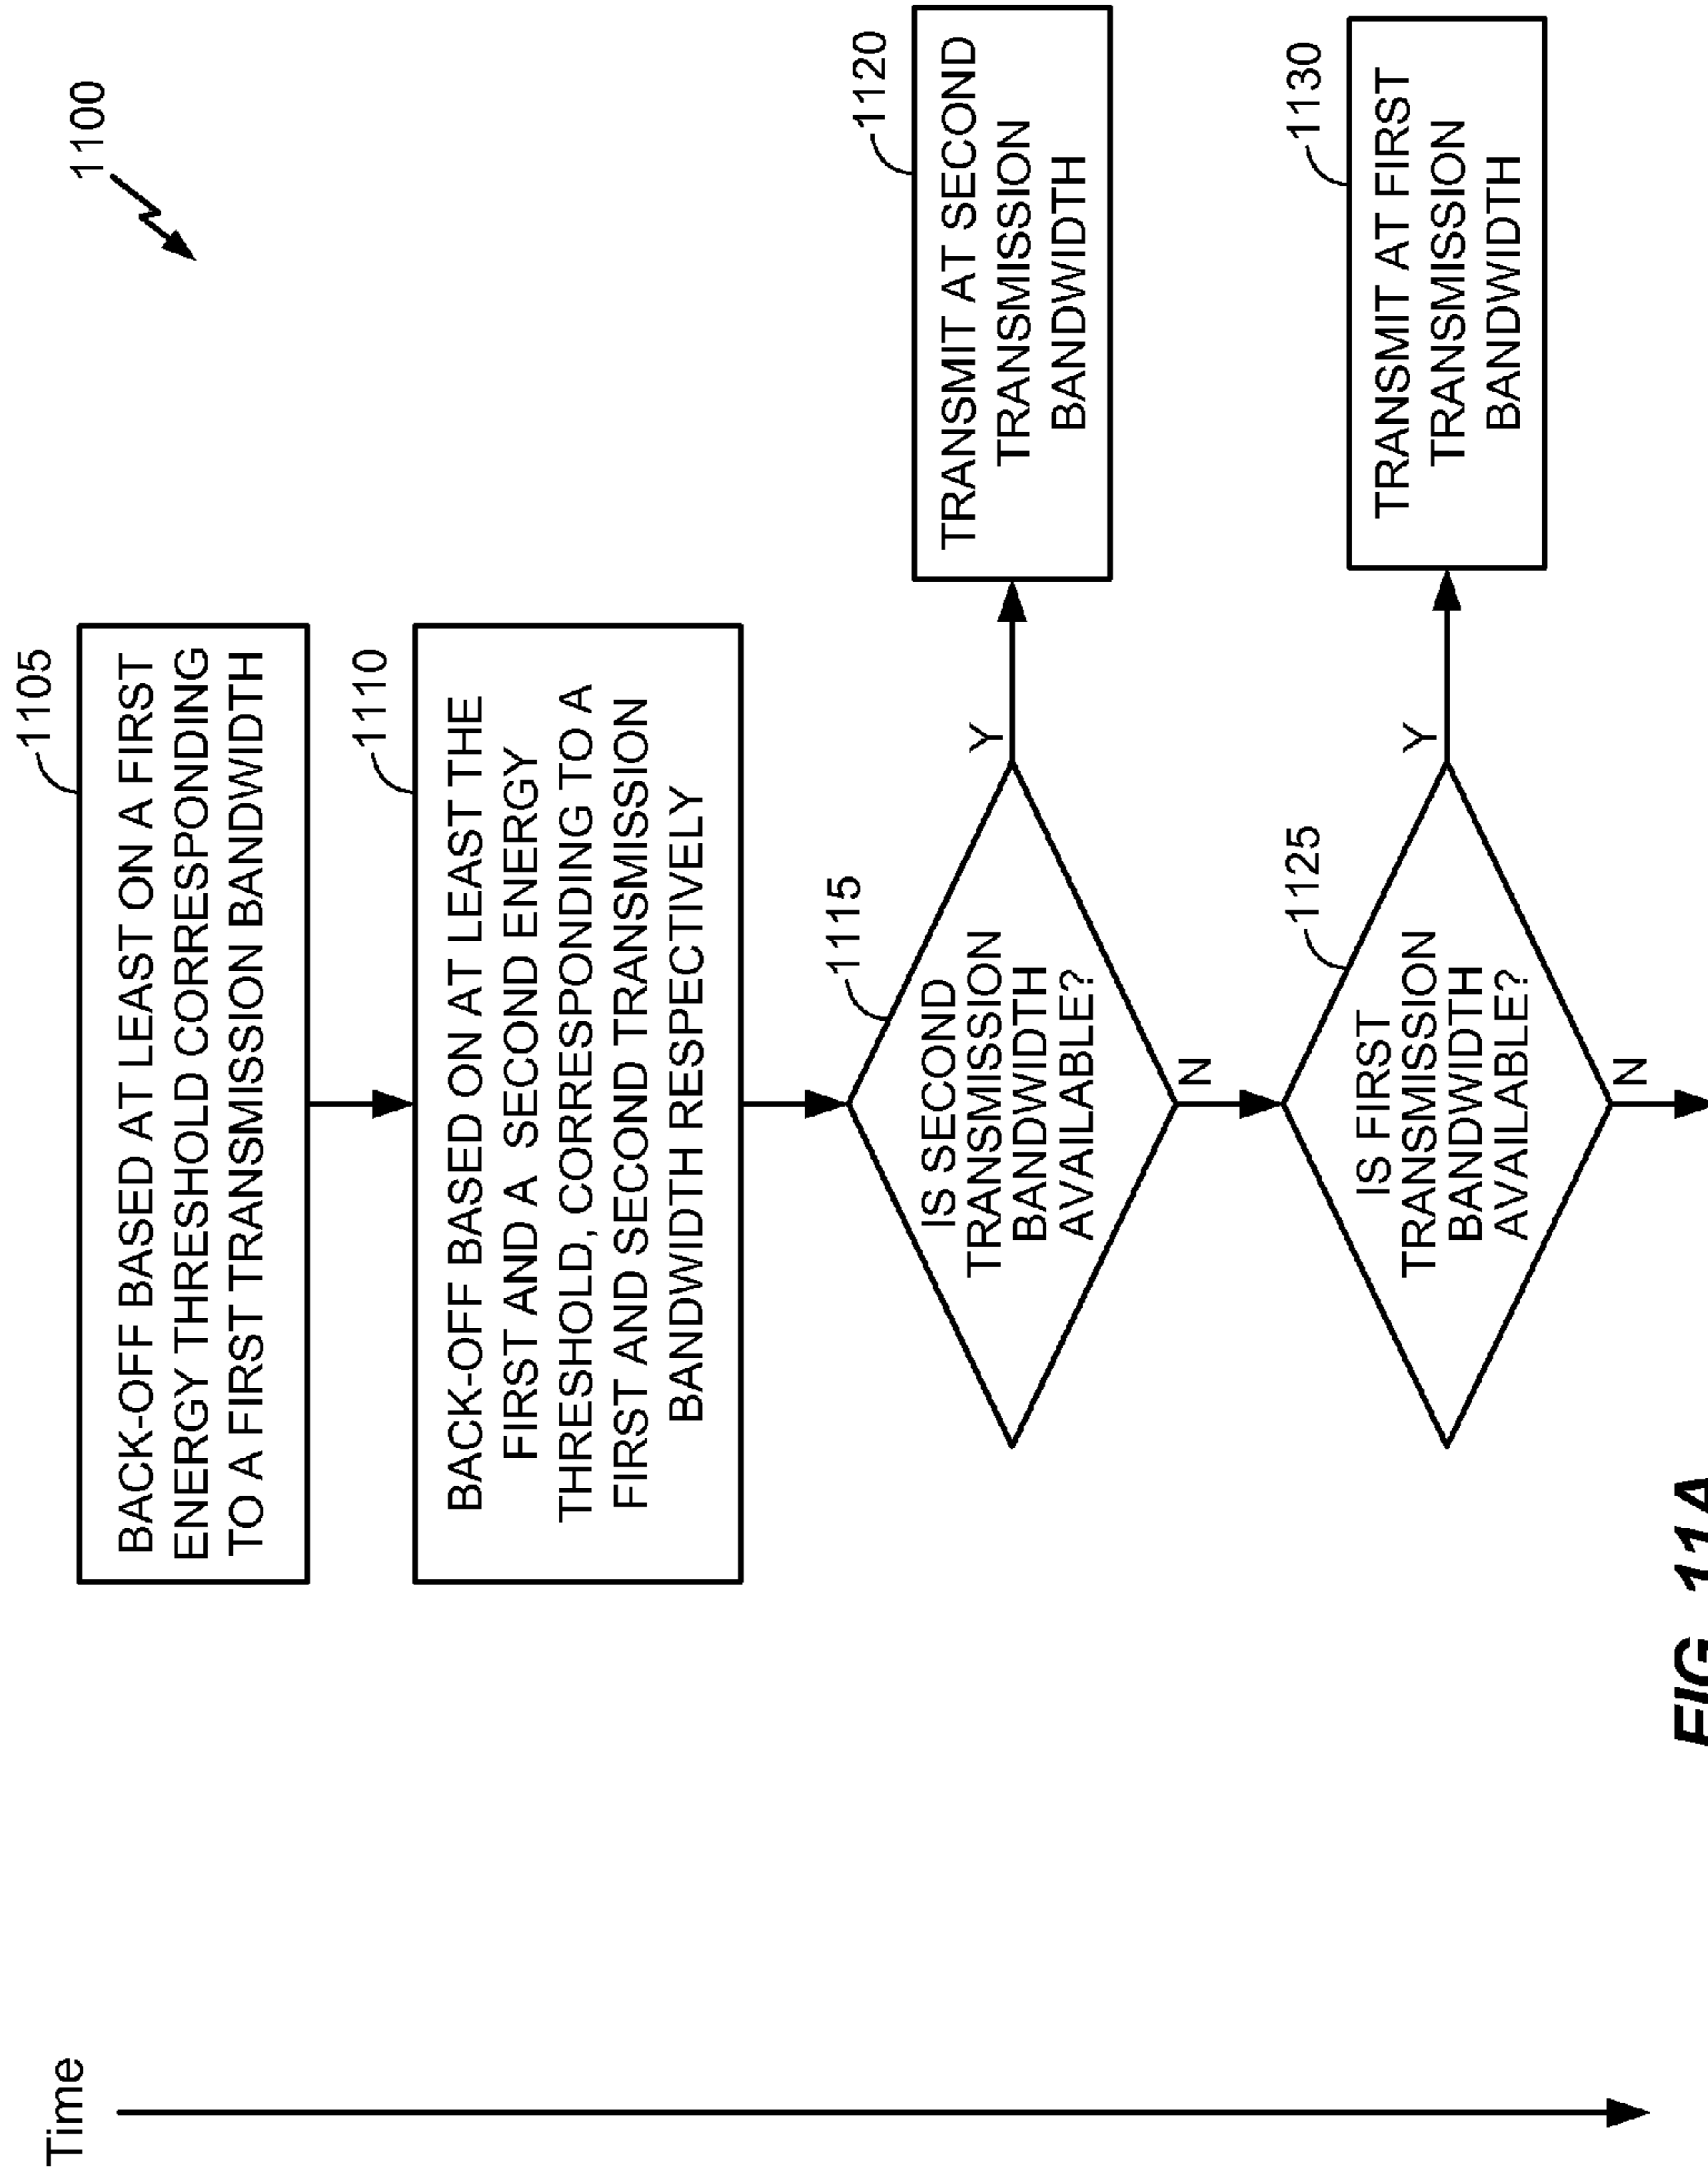 Time
1100
1105
BACK-OFF BASED AT LEAST ON A FIRST
ENERGY THRESHOLD CORRESPONDING
TO A FIRST TRANSMISSION BANDWIDTH
1110
BACK-OFF BASED ON AT LEAST THE
FIRST AND A SECOND ENERGY
THRESHOLD, CORRESPONDING TO A
FIRST AND SECOND TRANSMISSION
BANDWIDTH RESPECTIVELY
1115
IS SECOND
TRANSMISSION
BANDWIDTH
AVAILABLE?
Y
N
1120
TRANSMIT AT SECOND
TRANSMISSION
BANDWIDTH
1125
IS FIRST
TRANSMISSION
BANDWIDTH
AVAILABLE?
Y
N
1130
TRANSMIT AT FIRST
TRANSMISSION
BANDWIDTH
FIG. 11A